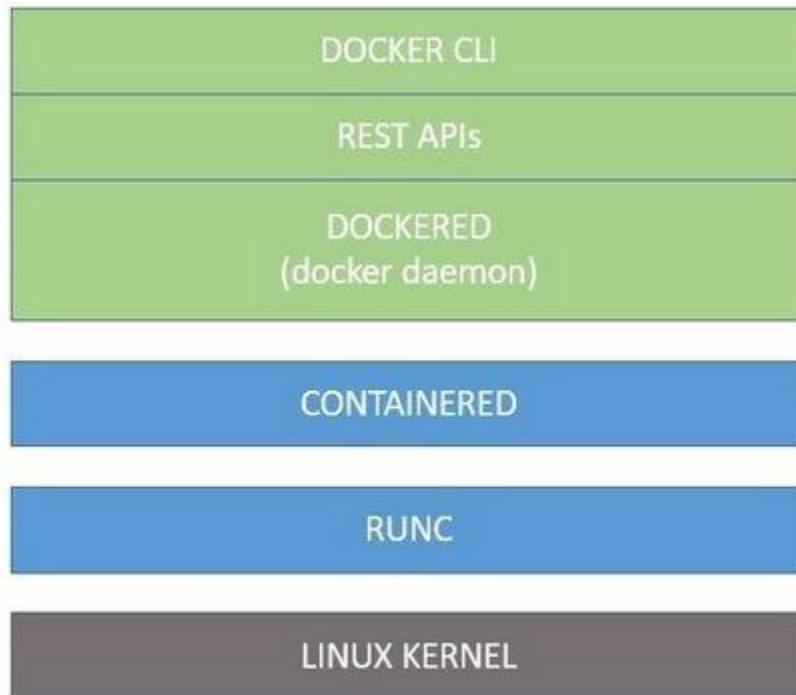 DOCKER CLI
REST APIs
DOCKERED
(docker daemon)
CONTAINERED
RUNC
LINUX KERNEL